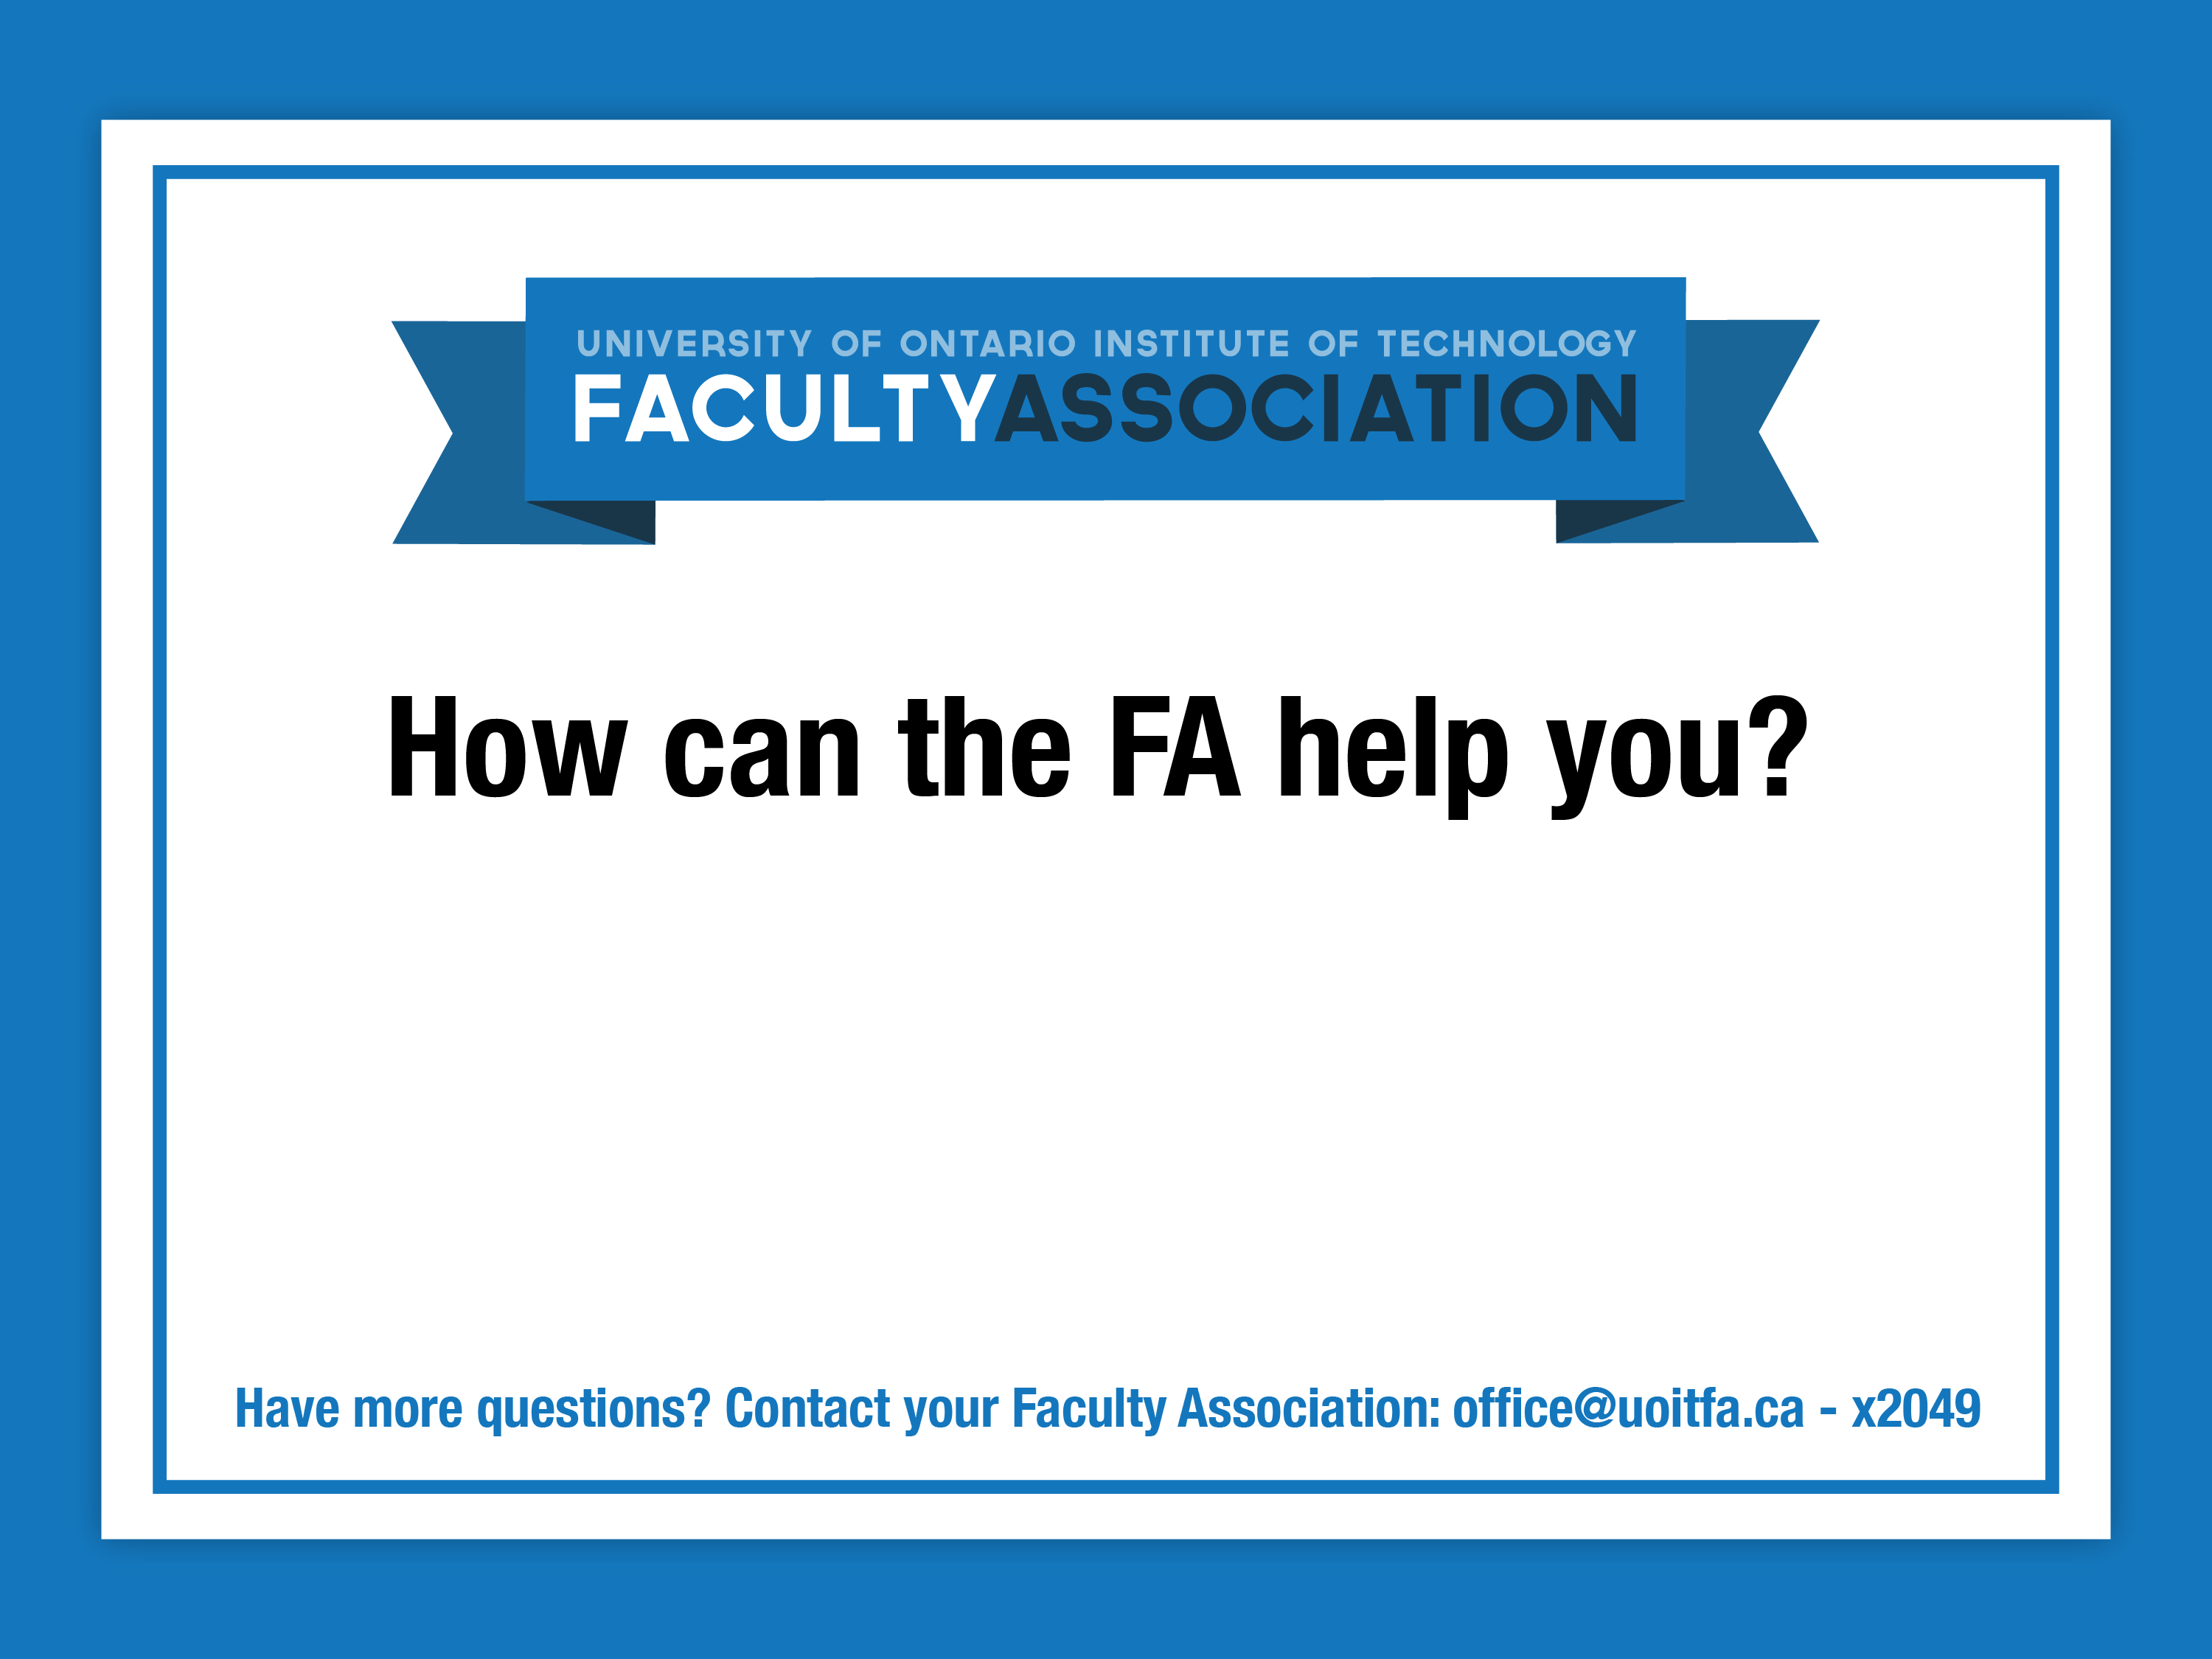 UNIVERSITY OF ONTARIO INSTITUTE OF TECHNOLOGY
FACULTYASSOCIATION
How can the FA help you?
Have more questions? Contact your Faculty Association: office@uoitfa.ca - x2049